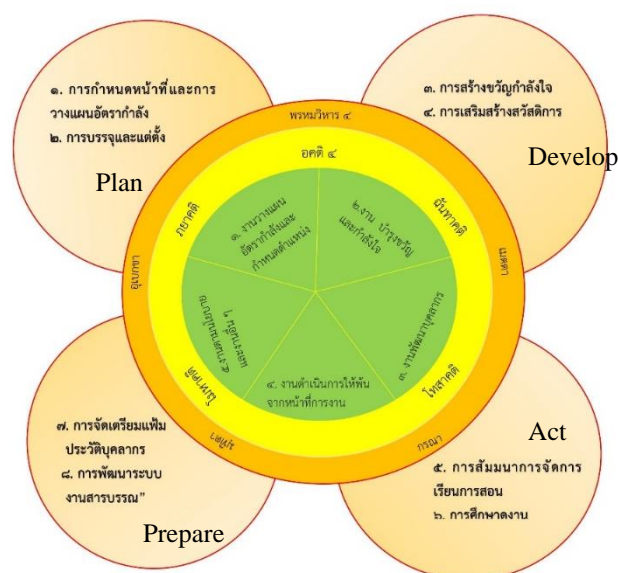 ๑. การกำหนดหน้าที่และการ
วางแผนอัตรากำลัง
๒. การบรรจุและแต่ตั้ง
Plan
๓. การสร้างขวัญกำลังใจ
๔. การเสริมสร้างสวัสดิการ
Develop
พรหมวิหาร ๔
อคติ ๔
ภยาคติ
ฉันทาคติ
อุเบกขา
เมตตา
๑. งานวางแผน
อัตรากำลังและ
กำหนดตำแหน่ง
๒.งาน บำรุงขวัญ
และกำลังใจ
๓. งานพัฒนาบุคลากร
๔. งานดำเนินการให้พ้น
จากหน้าที่การงาน
และงานอื่น ๆ
โมหาคติ
โทสาคติ
มุทิตา
กรุณา
๗. การจัดเตรียมแฟ้ม
ประวัติบุคลากร
๘. การพัฒนาระบบ
งานสารบรรณ”
Prepare
Act
๕. การสัมมนาการจัดการ
เรียนการสอน
๖. การศึกษาดงาน